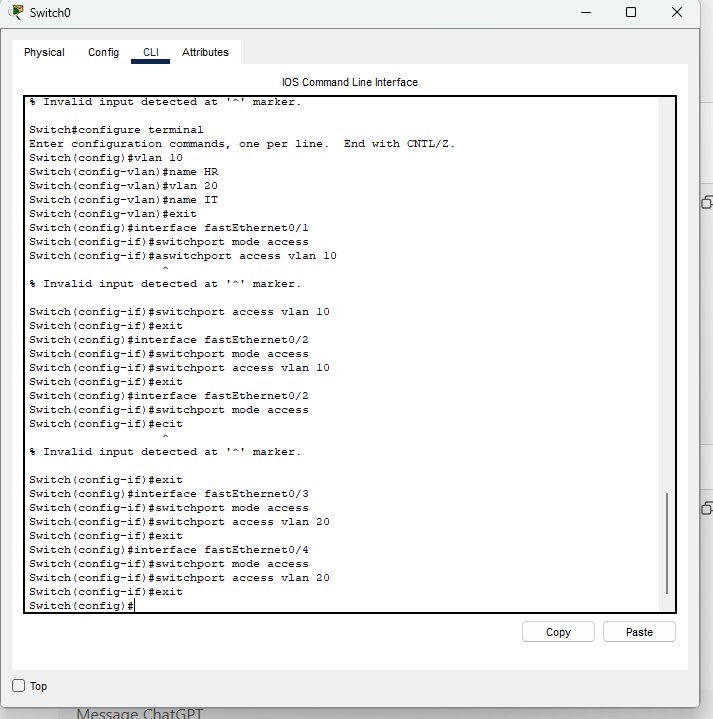 Switch0
Physical Config CLI Attributes
IOS Command Line Interface
% Invalid input detected at '^' marker.
Switch#configure terminal
Enter configuration commands, one per line.  End with CNTL/Z.
Switch(config)#vlan 10
Switch(config-vlan)#name HR
Switch(config-vlan)#vlan 20
Switch(config-vlan)#name IT
Switch(config-vlan)#exit
Switch(config)#interface fastEthernet0/1
Switch(config-if)#switchport mode access
Switch(config-if)#aswitchport access vlan 10
^
% Invalid input detected at '^' marker.
Switch(config-if)#switchport access vlan 10
Switch(config-if)#exit
Switch(config)#interface fastEthernet0/2
Switch(config-if)#switchport mode access
Switch(config-if)#switchport access vlan 10
Switch(config-if)#exit
Switch(config)#interface fastEthernet0/2
Switch(config-if)#switchport mode access
Switch(config-if)#ecit
^
% Invalid input detected at '^' marker.
Switch(config-if)#exit
Switch(config)#interface fastEthernet0/3
Switch(config-if)#switchport mode access
Switch(config-if)#switchport access vlan 20
Switch(config-if)#exit
Switch(config)#interface fastEthernet0/4
Switch(config-if)#switchport mode access
Switch(config-if)#switchport access vlan 20
Switch(config-if)#exit
Switch(config)#
Copy Paste
Top
Message ChatGPT